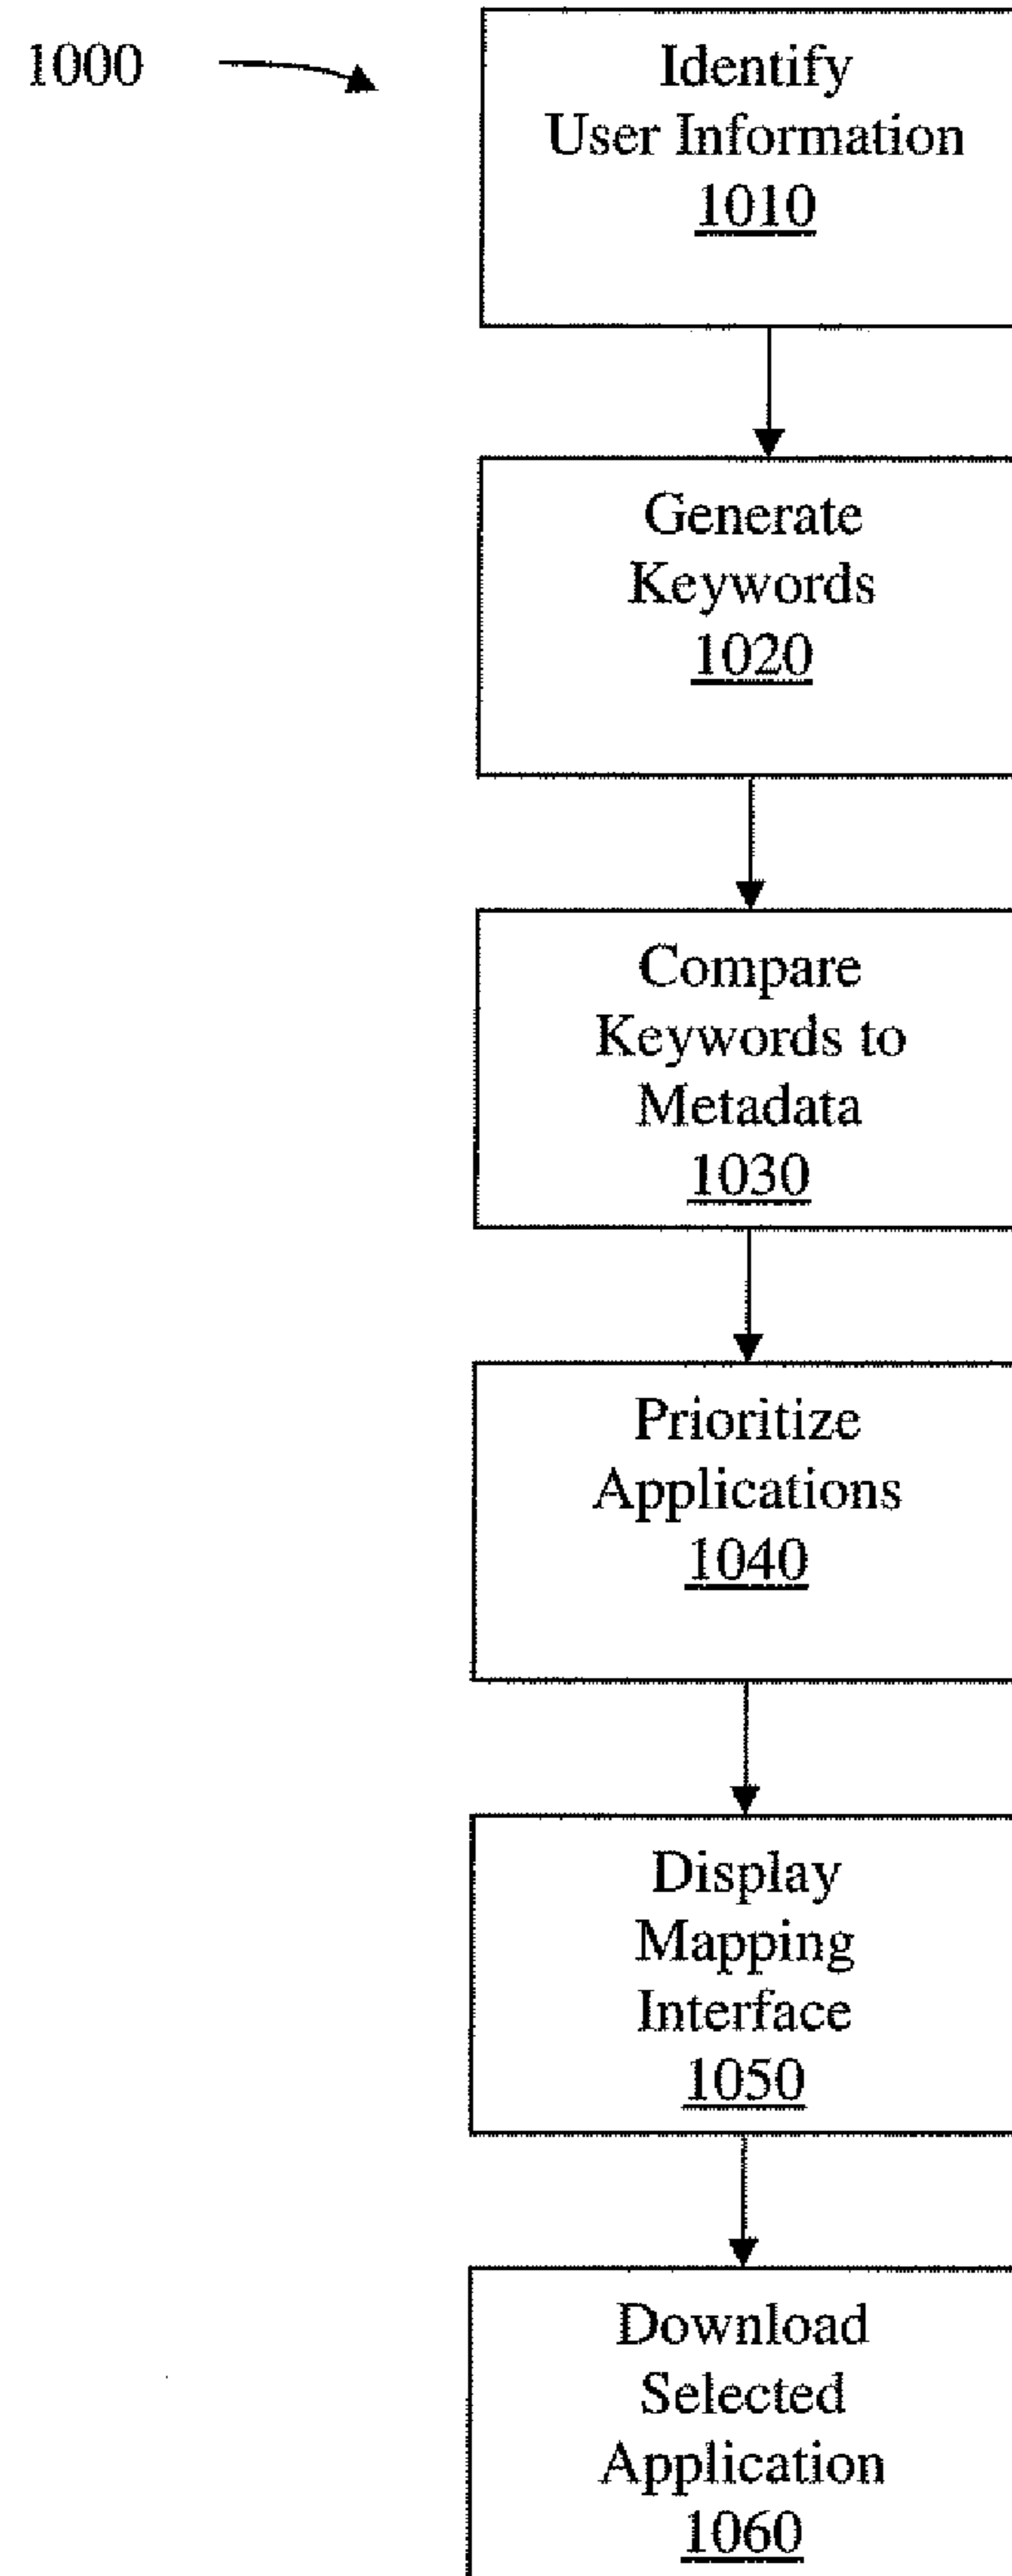 1000
Identify
User Information
1010
Generate
Keywords
1020
Compare
Keywords to
Metadata
1030
Prioritize
Applications
1040
Display
Mapping
Interface
1050
Download
Selected
Application
1060